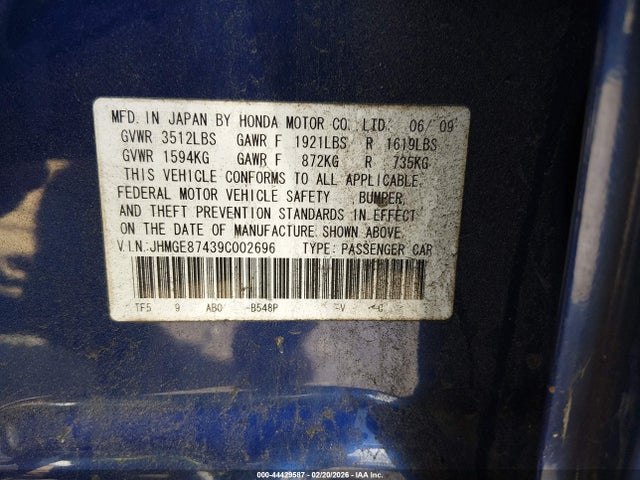 MFD. IN JAPAN BY HONDA MOTOR CO., LTD. 06/09
GVWR 3512LBS GAWR F 1921LBS R 1619LBS
GVWR 1594KG GAWR F 872KG R 735KG
THIS VEHICLE CONFORMS TO ALL APPLICABLE
FEDERAL MOTOR VEHICLE SAFETY, BUMPER,
AND THEFT PREVENTION STANDARDS IN EFFECT
ON THE DATE OF MANUFACTURE SHOWN ABOVE.
V.I.N.:JHMGE87439C002696 TYPE: PASSENGER CAR
TF5 9 AB0 -B548P -V -C
000-44429587 - 02/20/2026 - IAA Inc.